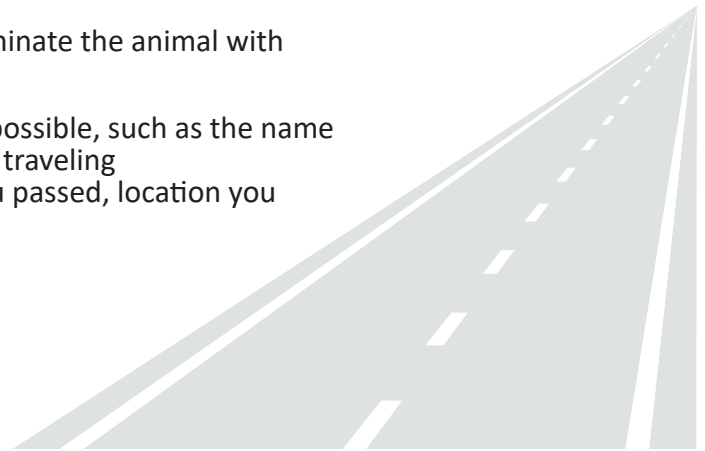 minate the animal with
possible, such as the name
traveling
passed, location you